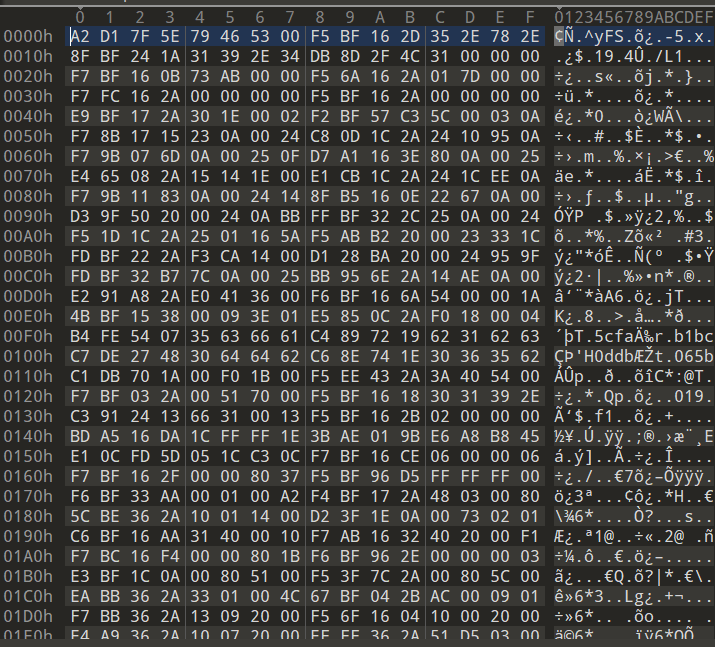 0 1 2 3 4 5 6 7 8 9 A B C D E F 0123456789ABCDEF
0000h A2 D1 7F 5E 79 46 53 00 F5 BF 16 2D 35 2E 78 2E ¢Ñ.^yFS.õ¿.-5.x.
0010h 8F BF 24 1A 31 39 2E 34 DB 8D 2F 4C 31 00 00 00 .¿$.19.4Û./L1...
0020h F7 BF 16 0B 73 AB 00 00 F5 6A 16 2A 01 7D 00 00 ÷¿..s«..õj.*.}..
0030h F7 FC 16 2A 00 00 00 00 F5 BF 16 2A 00 00 00 00 ÷ü.*....õ¿.*....
0040h E9 BF 17 2A 30 1E 00 02 F2 BF 57 C3 5C 00 03 0A é¿.*0...ò¿WÃ\...
0050h F7 8B 17 15 23 0A 00 24 C8 0D 1C 2A 24 10 95 0A ÷‹..#..$È..*$.•.
0060h F7 9B 07 6D 0A 00 25 0F D7 A1 16 3E 80 0A 00 25 ÷›.m..%.×¡.>€..%
0070h E4 65 08 2A 15 14 1E 00 E1 CB 1C 2A 24 1C EE 0A äe.*....áË.*$.î.
0080h F7 9B 11 83 0A 00 24 14 8F B5 16 0E 22 67 0A 00 ÷›.ƒ..$..µ.."g..
0090h D3 9F 50 20 00 24 0A BB FF BF 32 2C 25 0A 00 24 ÓŸP .$.»ÿ¿2,%..$
00A0h F5 1D 1C 2A 25 01 16 5A F5 AB B2 20 00 23 33 1C õ..*%..Zõ«² .#3.
00B0h FD BF 22 2A F3 CA 14 00 D1 28 BA 20 00 24 95 9F ý¿"*óÊ..Ñ(º .$•Ÿ
00C0h FD BF 32 B7 7C 0A 00 25 BB 95 6E 2A 14 AE 0A 00 ý¿2·|..%»•n*.®..
00D0h E2 91 A8 2A E0 41 36 00 F6 BF 16 6A 54 00 00 1A â‘¨*àA6.ö¿.jT...
00E0h 4B BF 15 38 00 09 3E 01 E5 85 0C 2A F0 18 00 04 K¿.8..>.å….*ð...
00F0h B4 FE 54 07 35 63 66 61 C4 89 72 19 62 31 62 63 ´þT.5cfaÄ‰r.b1bc
0100h C7 DE 27 48 30 64 64 62 C6 8E 74 1E 30 36 35 62 ÇÞ'H0ddbÆŽt.065b
0110h C1 DB 70 1A 00 F0 1B 00 F5 EE 43 2A 3A 40 54 00 ÁÛp..ð..õîC*:@T.
0120h F7 BF 03 2A 00 51 70 00 F5 BF 16 18 30 31 39 2E ÷¿.*.Qp.õ¿..019.
0130h C3 91 24 13 66 31 00 13 F5 BF 16 2B 02 00 00 00 Ã‘$.f1..õ¿.+....
0140h BD A5 16 DA 1C FF FF 1E 3B AE 01 9B E6 A8 B8 45 ½¥.Ú.ÿÿ.;®.›æ¨¸E
0150h E1 0C FD 5D 05 1C C3 0C F7 BF 16 CE 06 00 00 06 á.ý]..Ã.÷¿.Î....
0160h F7 BF 16 2F 00 00 80 37 F5 BF 96 D5 FF FF FF 00 ÷¿./..€7õ¿–Õÿÿÿ.
0170h F6 BF 33 AA 00 01 00 A2 F4 BF 17 2A 48 03 00 80 ö¿3ª...¢ô¿.*H..€
0180h 5C BE 36 2A 10 01 14 00 D2 3F 1E 0A 00 73 02 01 \¾6*....Ò?...s..
0190h C6 BF 16 AA 31 40 00 10 F7 AB 16 32 40 20 00 F1 Æ¿.ª1@..÷«.2@ .ñ
01A0h F7 BC 16 F4 00 00 80 1B F6 BF 96 2E 00 00 00 03 ÷¼.ô..€.ö¿–.....
01B0h E3 BF 1C 0A 00 80 51 00 F5 3F 7C 2A 00 80 5C 00 ã¿...€Q.õ?|*.€\.
01C0h EA BB 36 2A 33 01 00 4C 67 BF 04 2B AC 00 09 01 ê»6*3..Lg¿.+¬...
01D0h F7 BB 36 2A 13 09 20 00 F5 6F 16 04 10 00 20 00 ÷»6*.. .õo.... .
01E0h E4 A9 36 2A 10 07 20 00 EF EF 36 2A 51 D5 03 00 ä©6*.. .ïï6*QÕ..